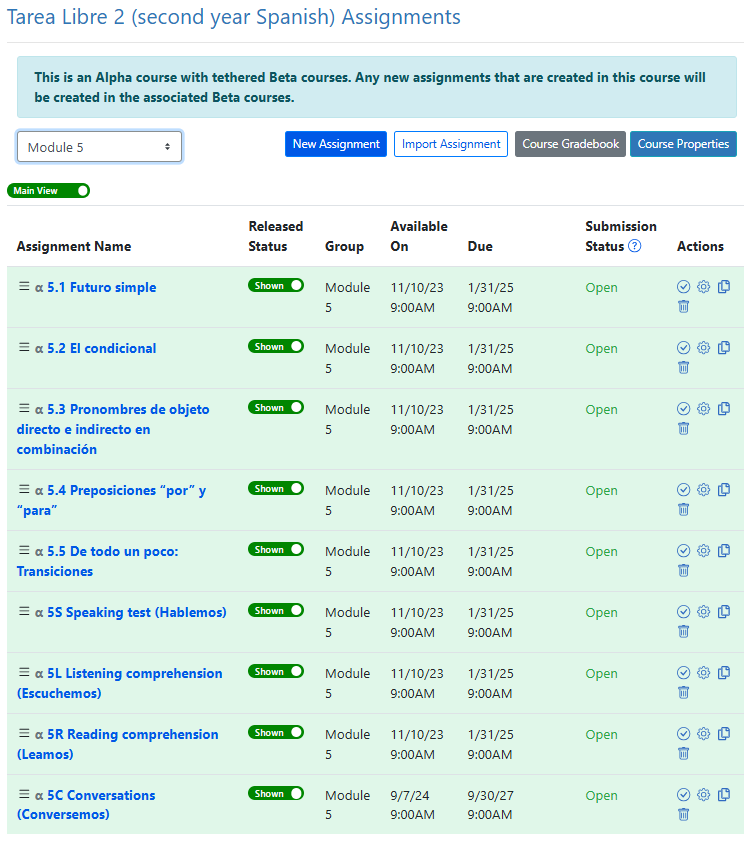 Tarea Libre 2 (second year Spanish) Assignments
This is an Alpha course with tethered Beta courses. Any new assignments that are created in this course will
be created in the associated Beta courses.
Module 5
New Assignment
Import Assignment
Course Gradebook
Course Properties
Main View
Assignment Name
Released
Status
Group
Available
On
Due
Submission
Status ?
Actions
α 5.1 Futuro simple
Shown
Module
5
11/10/23
9:00AM
1/31/25
9:00AM
Open
α 5.2 El condicional
Shown
Module
5
11/10/23
9:00AM
1/31/25
9:00AM
Open
α 5.3 Pronombres de objeto
directo e indirecto en
combinación
Shown
Module
5
11/10/23
9:00AM
1/31/25
9:00AM
Open
α 5.4 Preposiciones “por” y
“para”
Shown
Module
5
11/10/23
9:00AM
1/31/25
9:00AM
Open
α 5.5 De todo un poco:
Transiciones
Shown
Module
5
11/10/23
9:00AM
1/31/25
9:00AM
Open
α 5S Speaking test (Hablemos)
Shown
Module
5
11/10/23
9:00AM
1/31/25
9:00AM
Open
α 5L Listening comprehension
(Escuchemos)
Shown
Module
5
11/10/23
9:00AM
1/31/25
9:00AM
Open
α 5R Reading comprehension
(Leamos)
Shown
Module
5
11/10/23
9:00AM
1/31/25
9:00AM
Open
α 5C Conversations
(Conversemos)
Shown
Module
5
9/7/24
9:00AM
9/30/27
9:00AM
Open